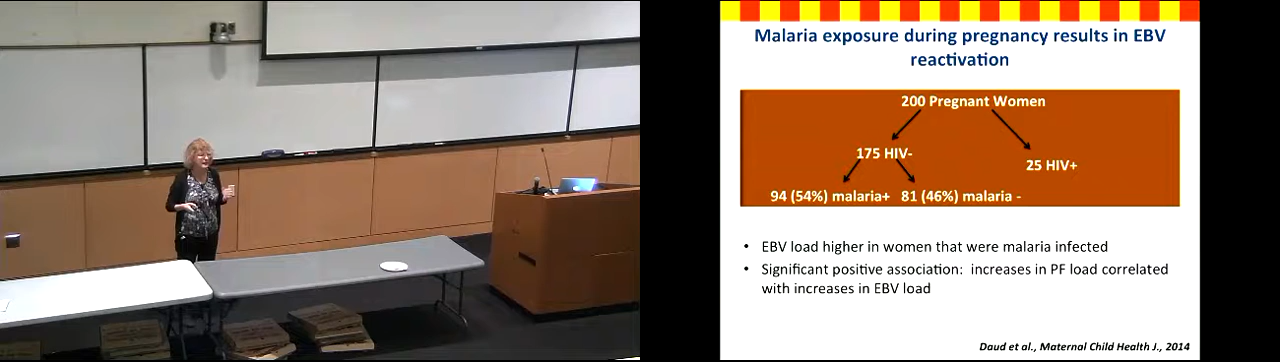 Malaria exposure during pregnancy results in EBV
reactivation
200 Pregnant Women
175 HIV-
25 HIV+
94 (54%) malaria+ 81 (46%) malaria -
• EBV load higher in women that were malaria infected
• Significant positive association: increases in PF load correlated
with increases in EBV load
Daud et al., Maternal Child Health J., 2014